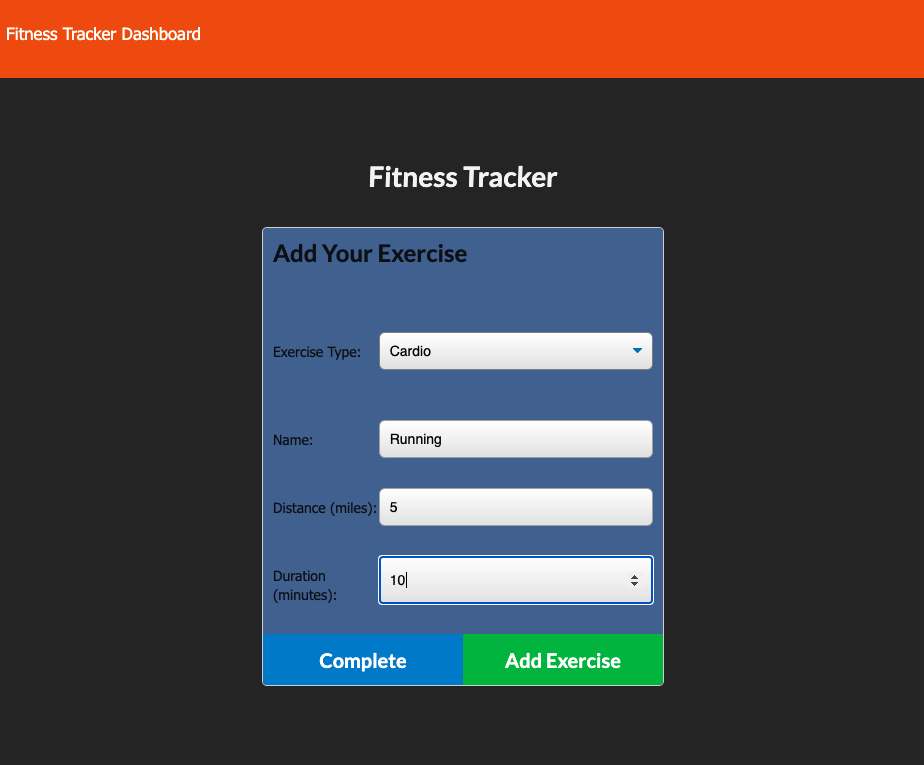 Fitness Tracker Dashboard
Fitness Tracker
Add Your Exercise
Exercise Type: Cardio
Name: Running
Distance (miles): 5
Duration
(minutes): 10
Complete Add Exercise